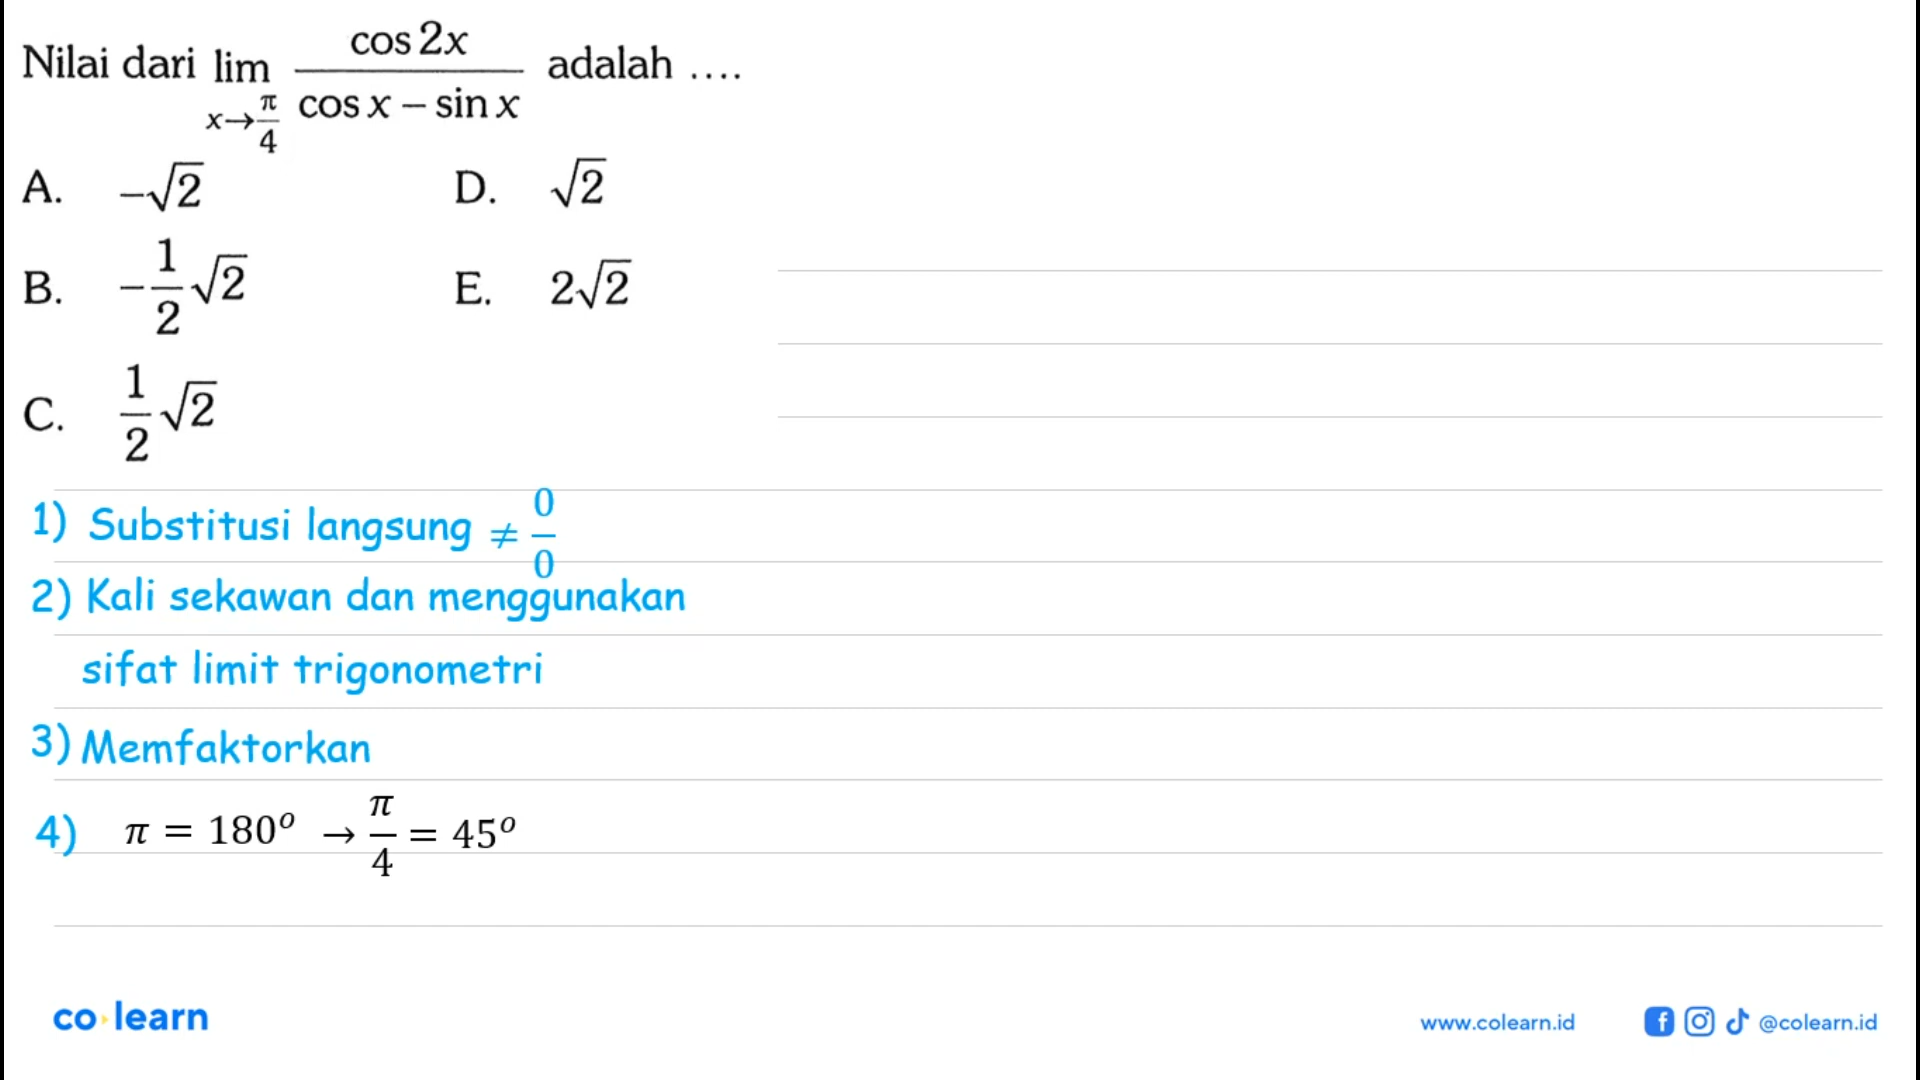 Nilai dari lim x→π/4 cos 2x / cos x – sin x adalah ....
A. –√2 D. √2
B. –1/2 √2 E. 2√2
C. 1/2 √2
1) Substitusi langsung ≠ 0/0
2) Kali sekawan dan menggunakan
sifat limit trigonometri
3) Memfaktorkan
4) π = 180° → π/4 = 45°
co learn
www.colearn.id @colearn.id